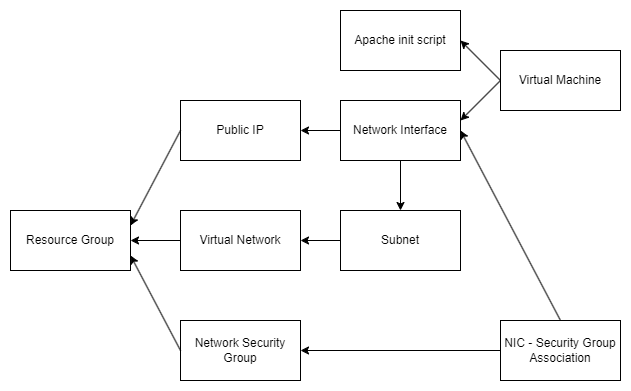 Apache init script
Virtual Machine
Public IP
Network Interface
Resource Group
Virtual Network
Subnet
Network Security
Group
NIC - Security Group
Association